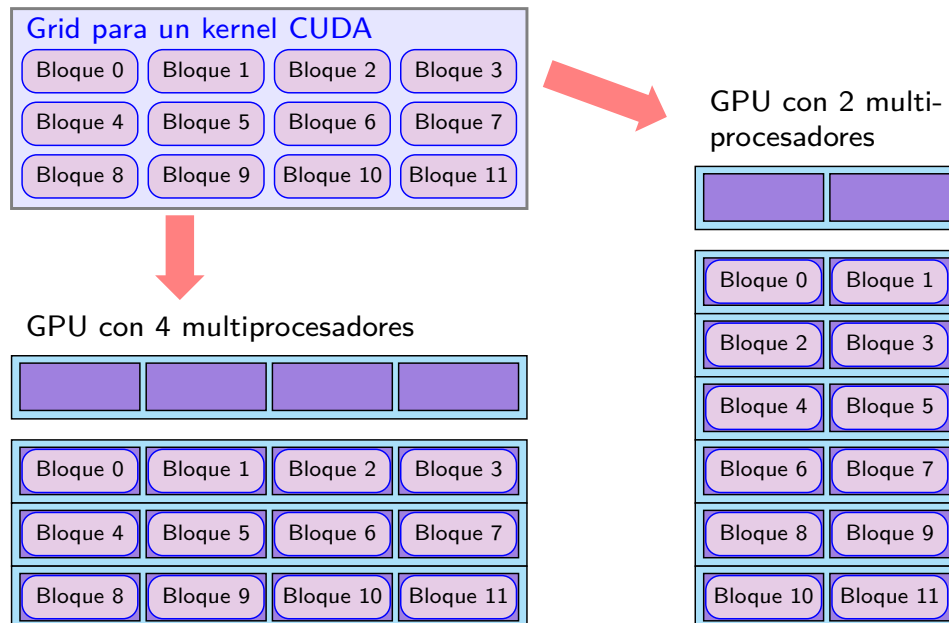 Grid para un kernel CUDA
Bloque 0 Bloque 1 Bloque 2 Bloque 3
Bloque 4 Bloque 5 Bloque 6 Bloque 7
Bloque 8 Bloque 9 Bloque 10 Bloque 11
GPU con 2 multi-
procesadores
Bloque 0 Bloque 1
Bloque 2 Bloque 3
Bloque 4 Bloque 5
Bloque 6 Bloque 7
Bloque 8 Bloque 9
Bloque 10 Bloque 11
GPU con 4 multiprocesadores
Bloque 0 Bloque 1 Bloque 2 Bloque 3
Bloque 4 Bloque 5 Bloque 6 Bloque 7
Bloque 8 Bloque 9 Bloque 10 Bloque 11